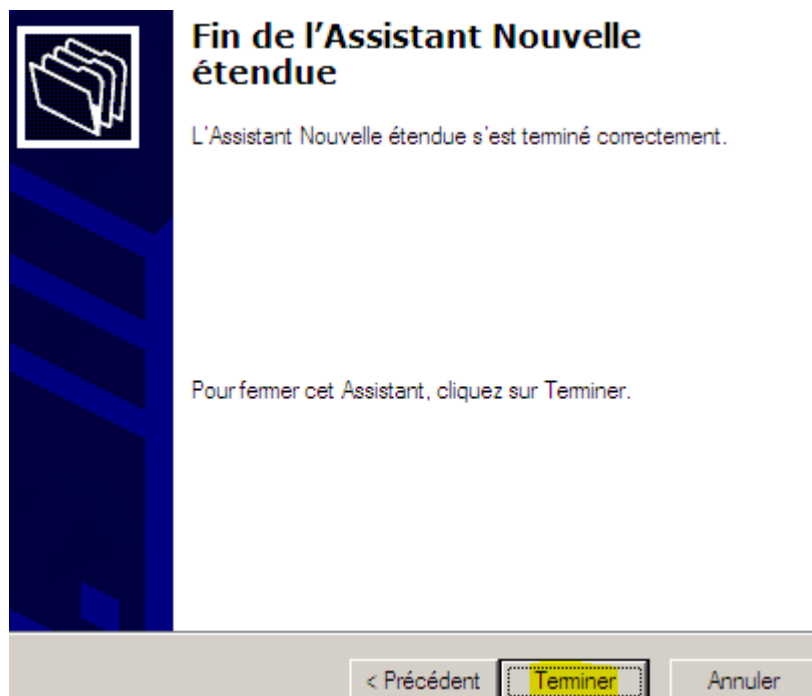 Fin de l’Assistant Nouvelle
étendue
L'Assistant Nouvelle étendue s'est terminé correctement.
Pour fermer cet Assistant, cliquez sur Terminer.
< Précédent Terminer Annuler